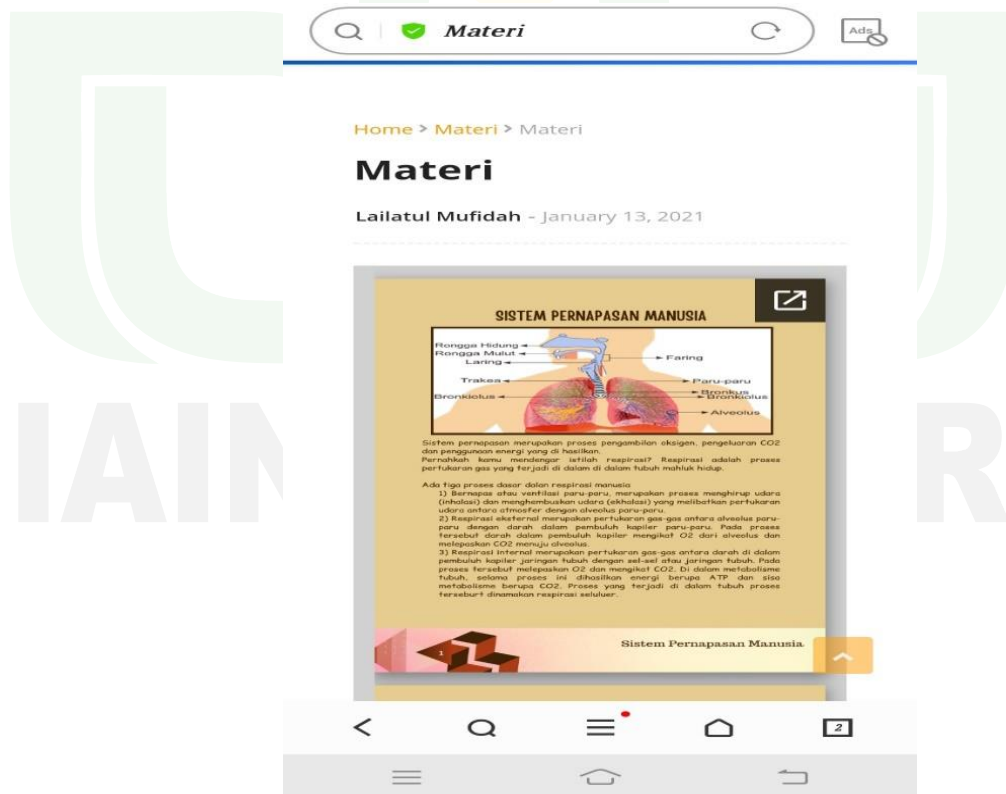 Materi
Ads
Home > Materi > Materi
Materi
Lailatul Mufidah - January 13, 2021
SISTEM PERNAPASAN MANUSIA
Rongga Hidung
Rongga Mulut
Laring
Trakea
Bronkiolus
Faring
Paru-paru
Bronkus
Bronkiolus
Alveolus
Sistem pernapasan merupakan proses pengambilan oksigen, pengeluaran CO2
dan penggunaan energi yang di hasilkan.
Pernahkah kamu mendengar istilah respirasi? Respirasi adalah proses
pertukaran gas yang terjadi di dalam di dalam tubuh mahluk hidup.
Ada tiga proses dasar dalan respirasi manusia
1) Bernapas atau ventilasi paru-paru, merupakan proses menghirup udara
(inhalasi) dan menghembuskan udara (ekhalasi) yang melibatkan pertukaran
udara antara atmosfer dengan alveolus paru-paru.
2) Respirasi eksternal merupakan pertukaran gas-gas antara alveolus paru-
paru dengan darah dalam pembuluh kapiler paru-paru. Pada proses
tersebut darah dalam pembuluh kapiler mengikat O2 dari alveolus dan
melepaskan CO2 menuju alveolus.
3) Respirasi internal merupakan pertukaran gas-gas antara darah di dalam
pembuluh kapiler jaringan tubuh dengan sel-sel atau jaringan tubuh. Pada
proses tersebut melepaskan O2 dan mengikat CO2. Di dalam metabolisme
tubuh, selama proses ini dihasilkan energi berupa ATP dan sisa
metabolisme berupa CO2. Proses yang terjadi di dalam tubuh proses
terseburt dinamakan respirasi seluluer.
1
Sistem Pernapasan Manusia
2